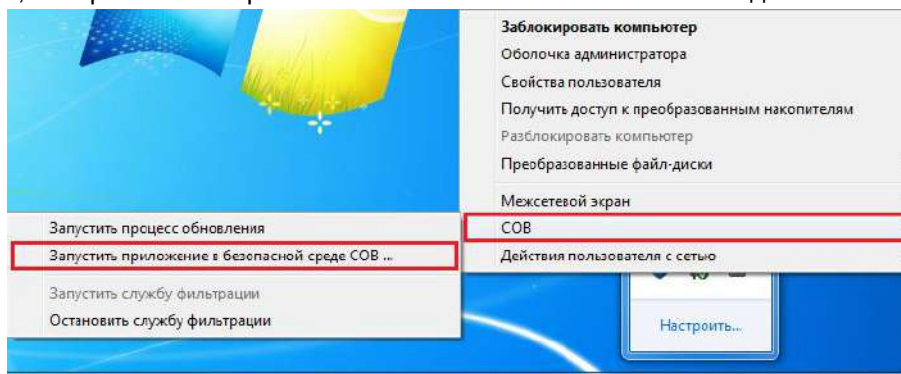 Заблокировать компьютер
Оболочка администратора
Свойства пользователя
Получить доступ к преобразованным накопителям
Разблокировать компьютер
Преобразованные файл-диски
Межсетевой экран
СОВ
Действия пользователя с сетью
Запустить процесс обновления
Запустить приложение в безопасной среде СОВ ...
Запустить службу фильтрации
Остановить службу фильтрации
Настроить...